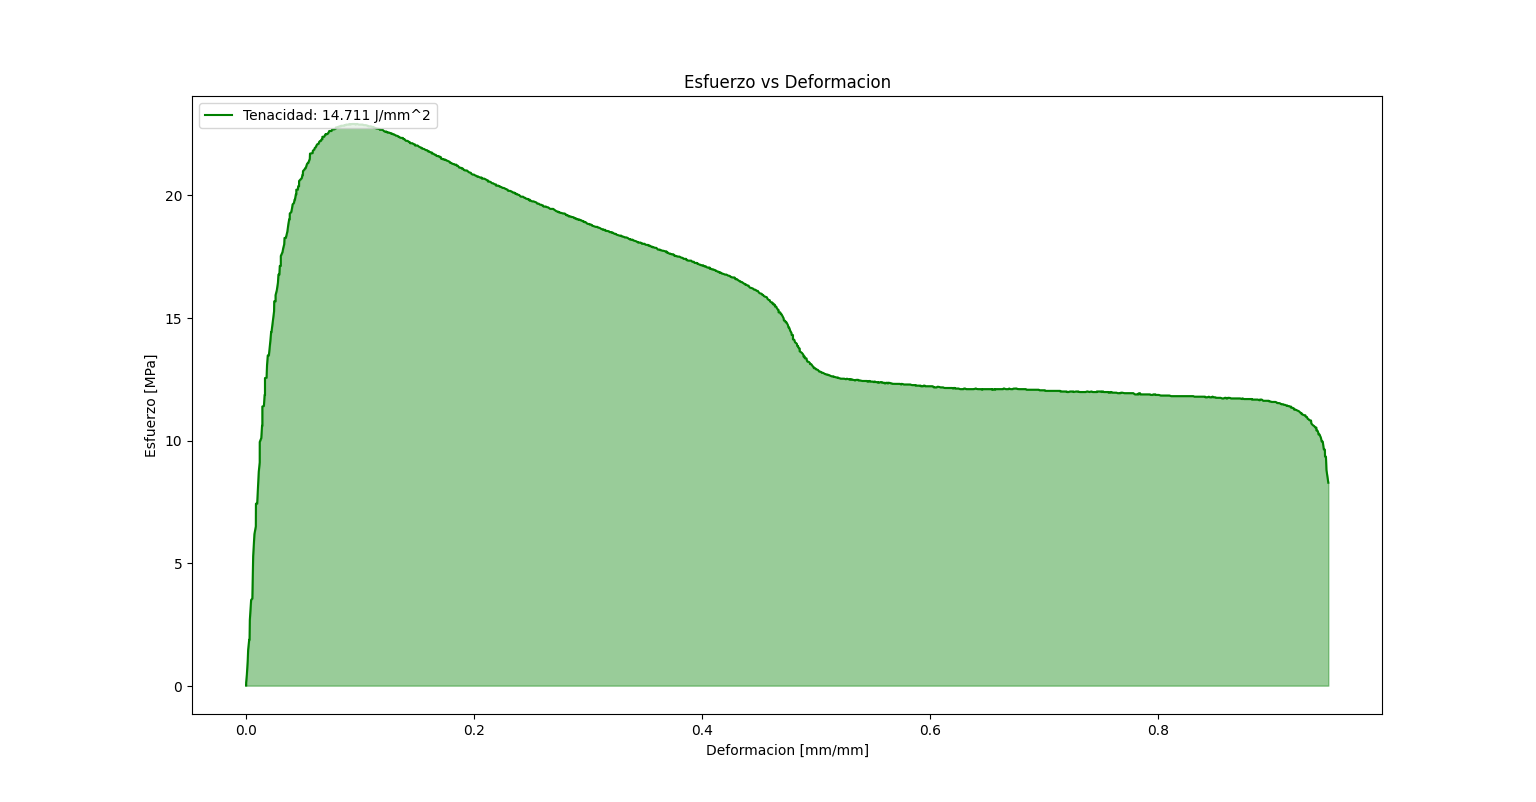 Esfuerzo vs Deformacion
Tenacidad: 14.711 J/mm^2
Esfuerzo [MPa]
20
15
10
5
0
0.0 0.2 0.4 0.6 0.8
Deformacion [mm/mm]